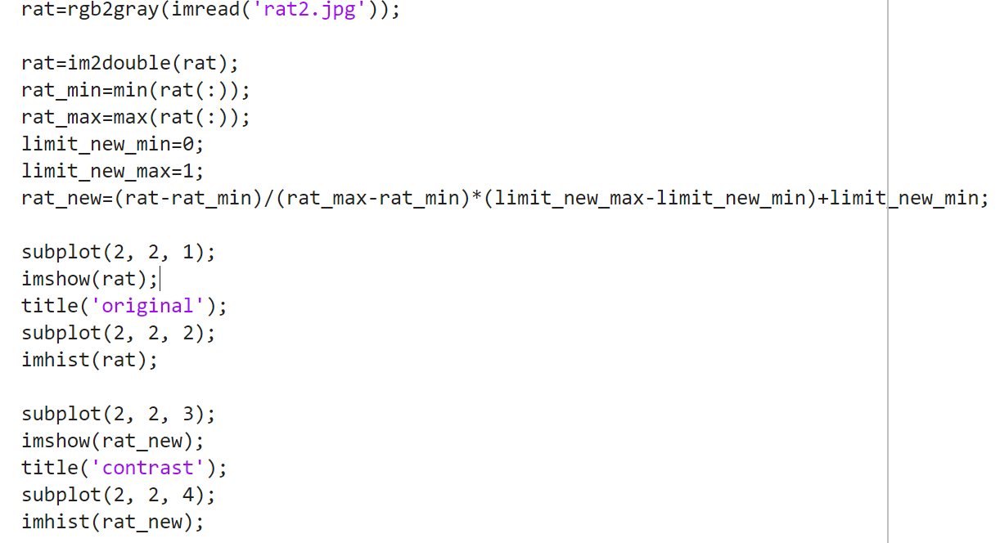 rat=rgb2gray(imread('rat2.jpg'));
rat=im2double(rat);
rat_min=min(rat(:));
rat_max=max(rat(:));
limit_new_min=0;
limit_new_max=1;
rat_new=(rat-rat_min)/(rat_max-rat_min)*(limit_new_max-limit_new_min)+limit_new_min;
subplot(2, 2, 1);
imshow(rat);
title('original');
subplot(2, 2, 2);
imhist(rat);
subplot(2, 2, 3);
imshow(rat_new);
title('contrast');
subplot(2, 2, 4);
imhist(rat_new);